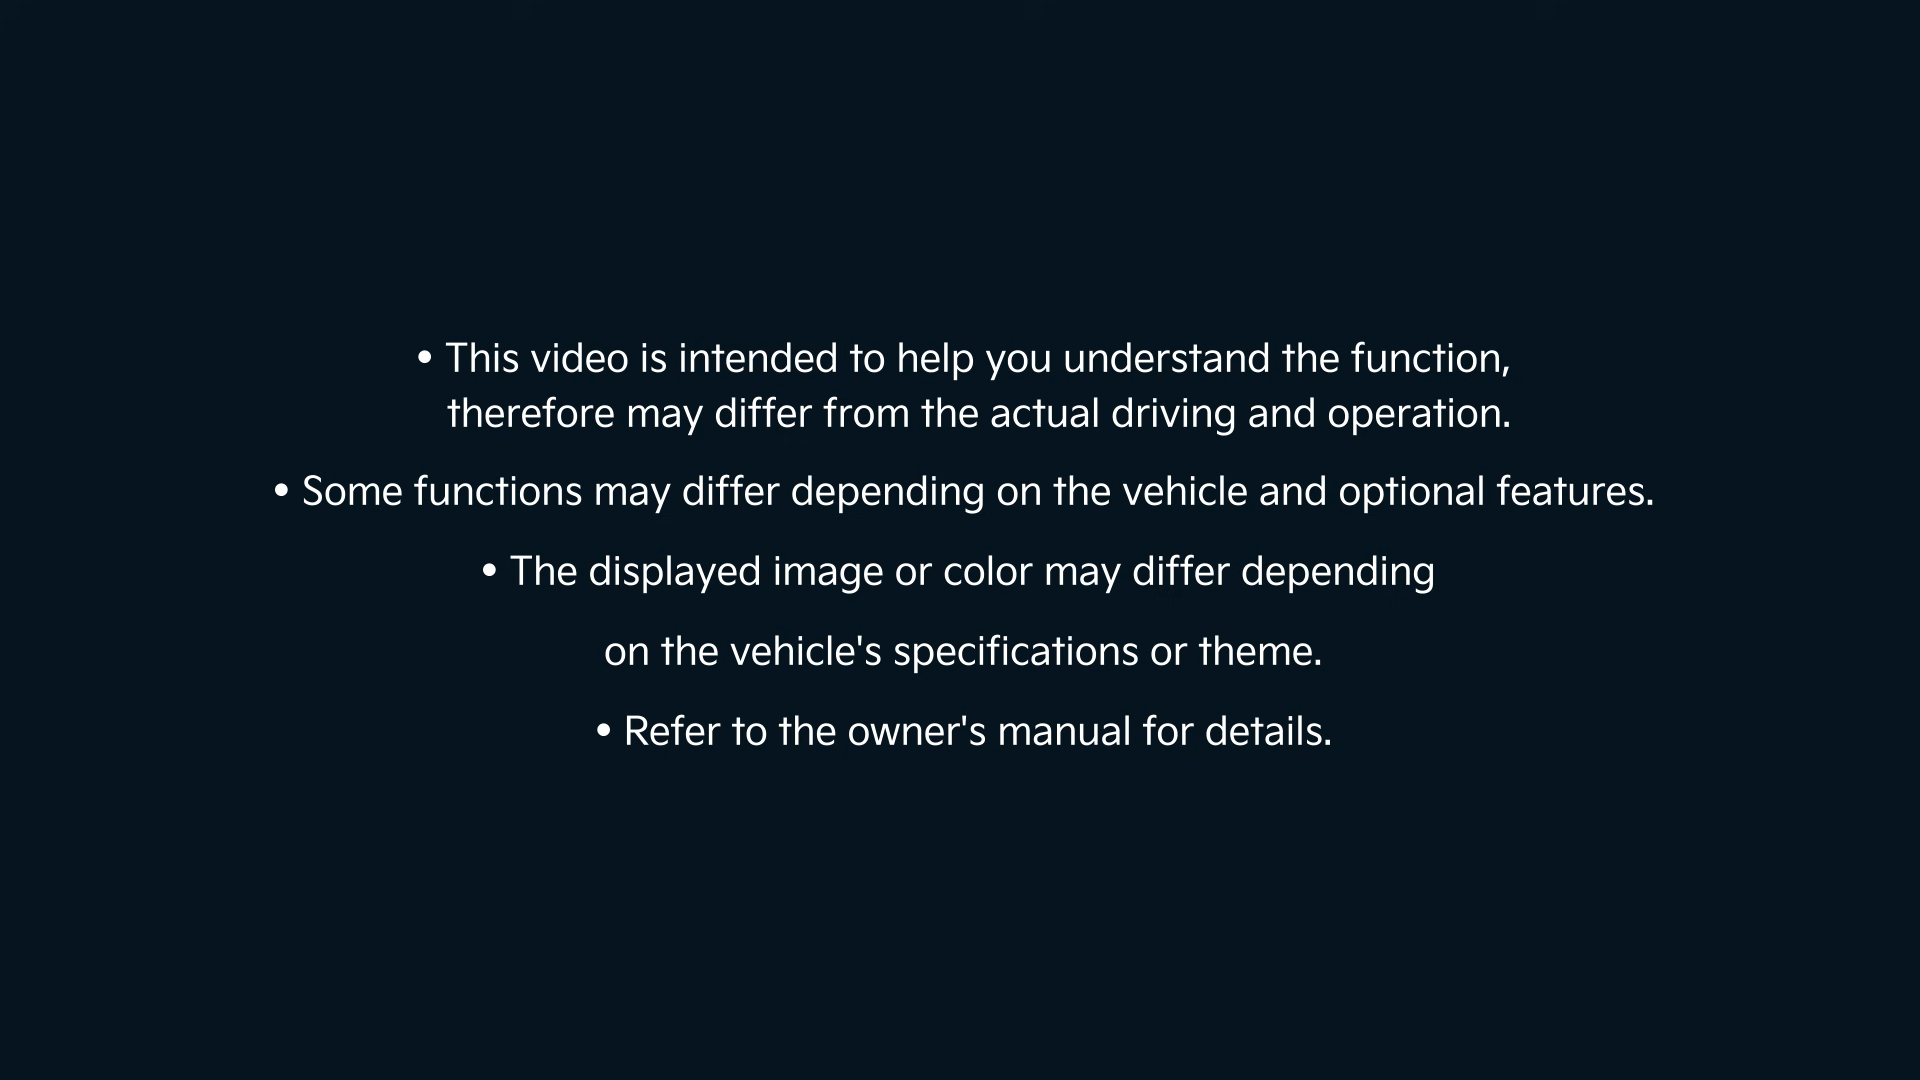 • This video is intended to help you understand the function,
therefore may differ from the actual driving and operation.
• Some functions may differ depending on the vehicle and optional features.
• The displayed image or color may differ depending
on the vehicle's specifications or theme.
• Refer to the owner's manual for details.